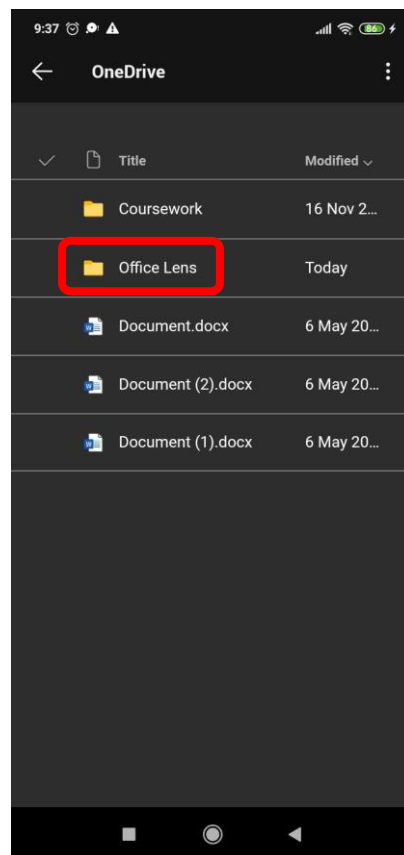 9:37 86
OneDrive
Title Modified
Coursework 16 Nov 2...
Office Lens Today
Document.docx 6 May 20...
Document (2).docx 6 May 20...
Document (1).docx 6 May 20...